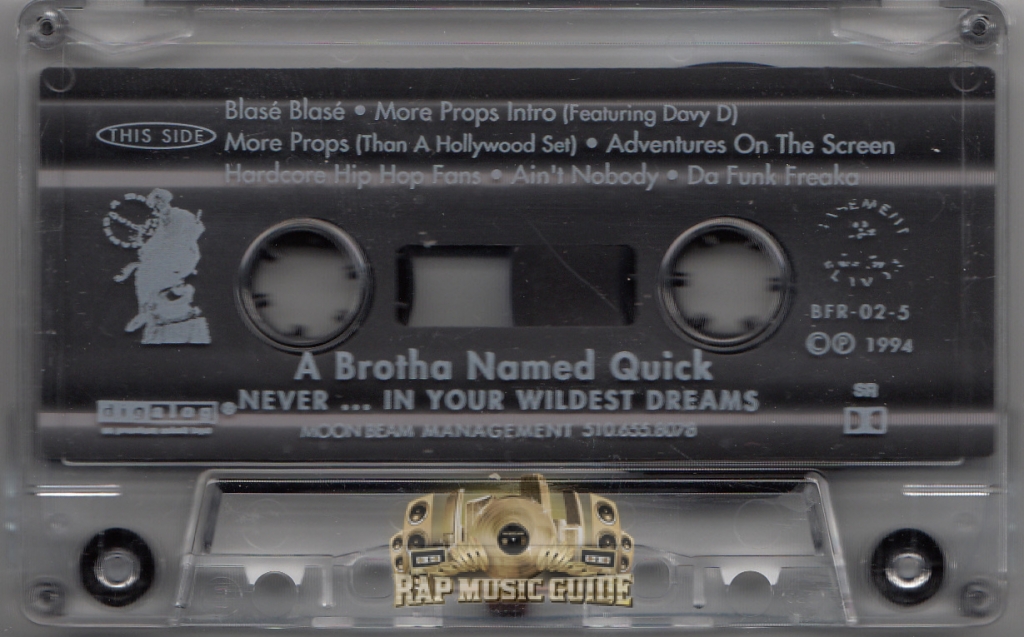 Blasé Blasé • More Props Intro (Featuring Davy D)
THIS SIDE
More Props (Than A Hollywood Set) • Adventures On The Screen
Hardcore Hip Hop Fans • Ain't Nobody • Da Funk Freaka
BFR-02-5
©℗ 1994
A Brotha Named Quick
NEVER ... IN YOUR WILDEST DREAMS
digalog®
SR
MOONBEAM MANAGEMENT 510.655.8078
RAP MUSIC GUIDE